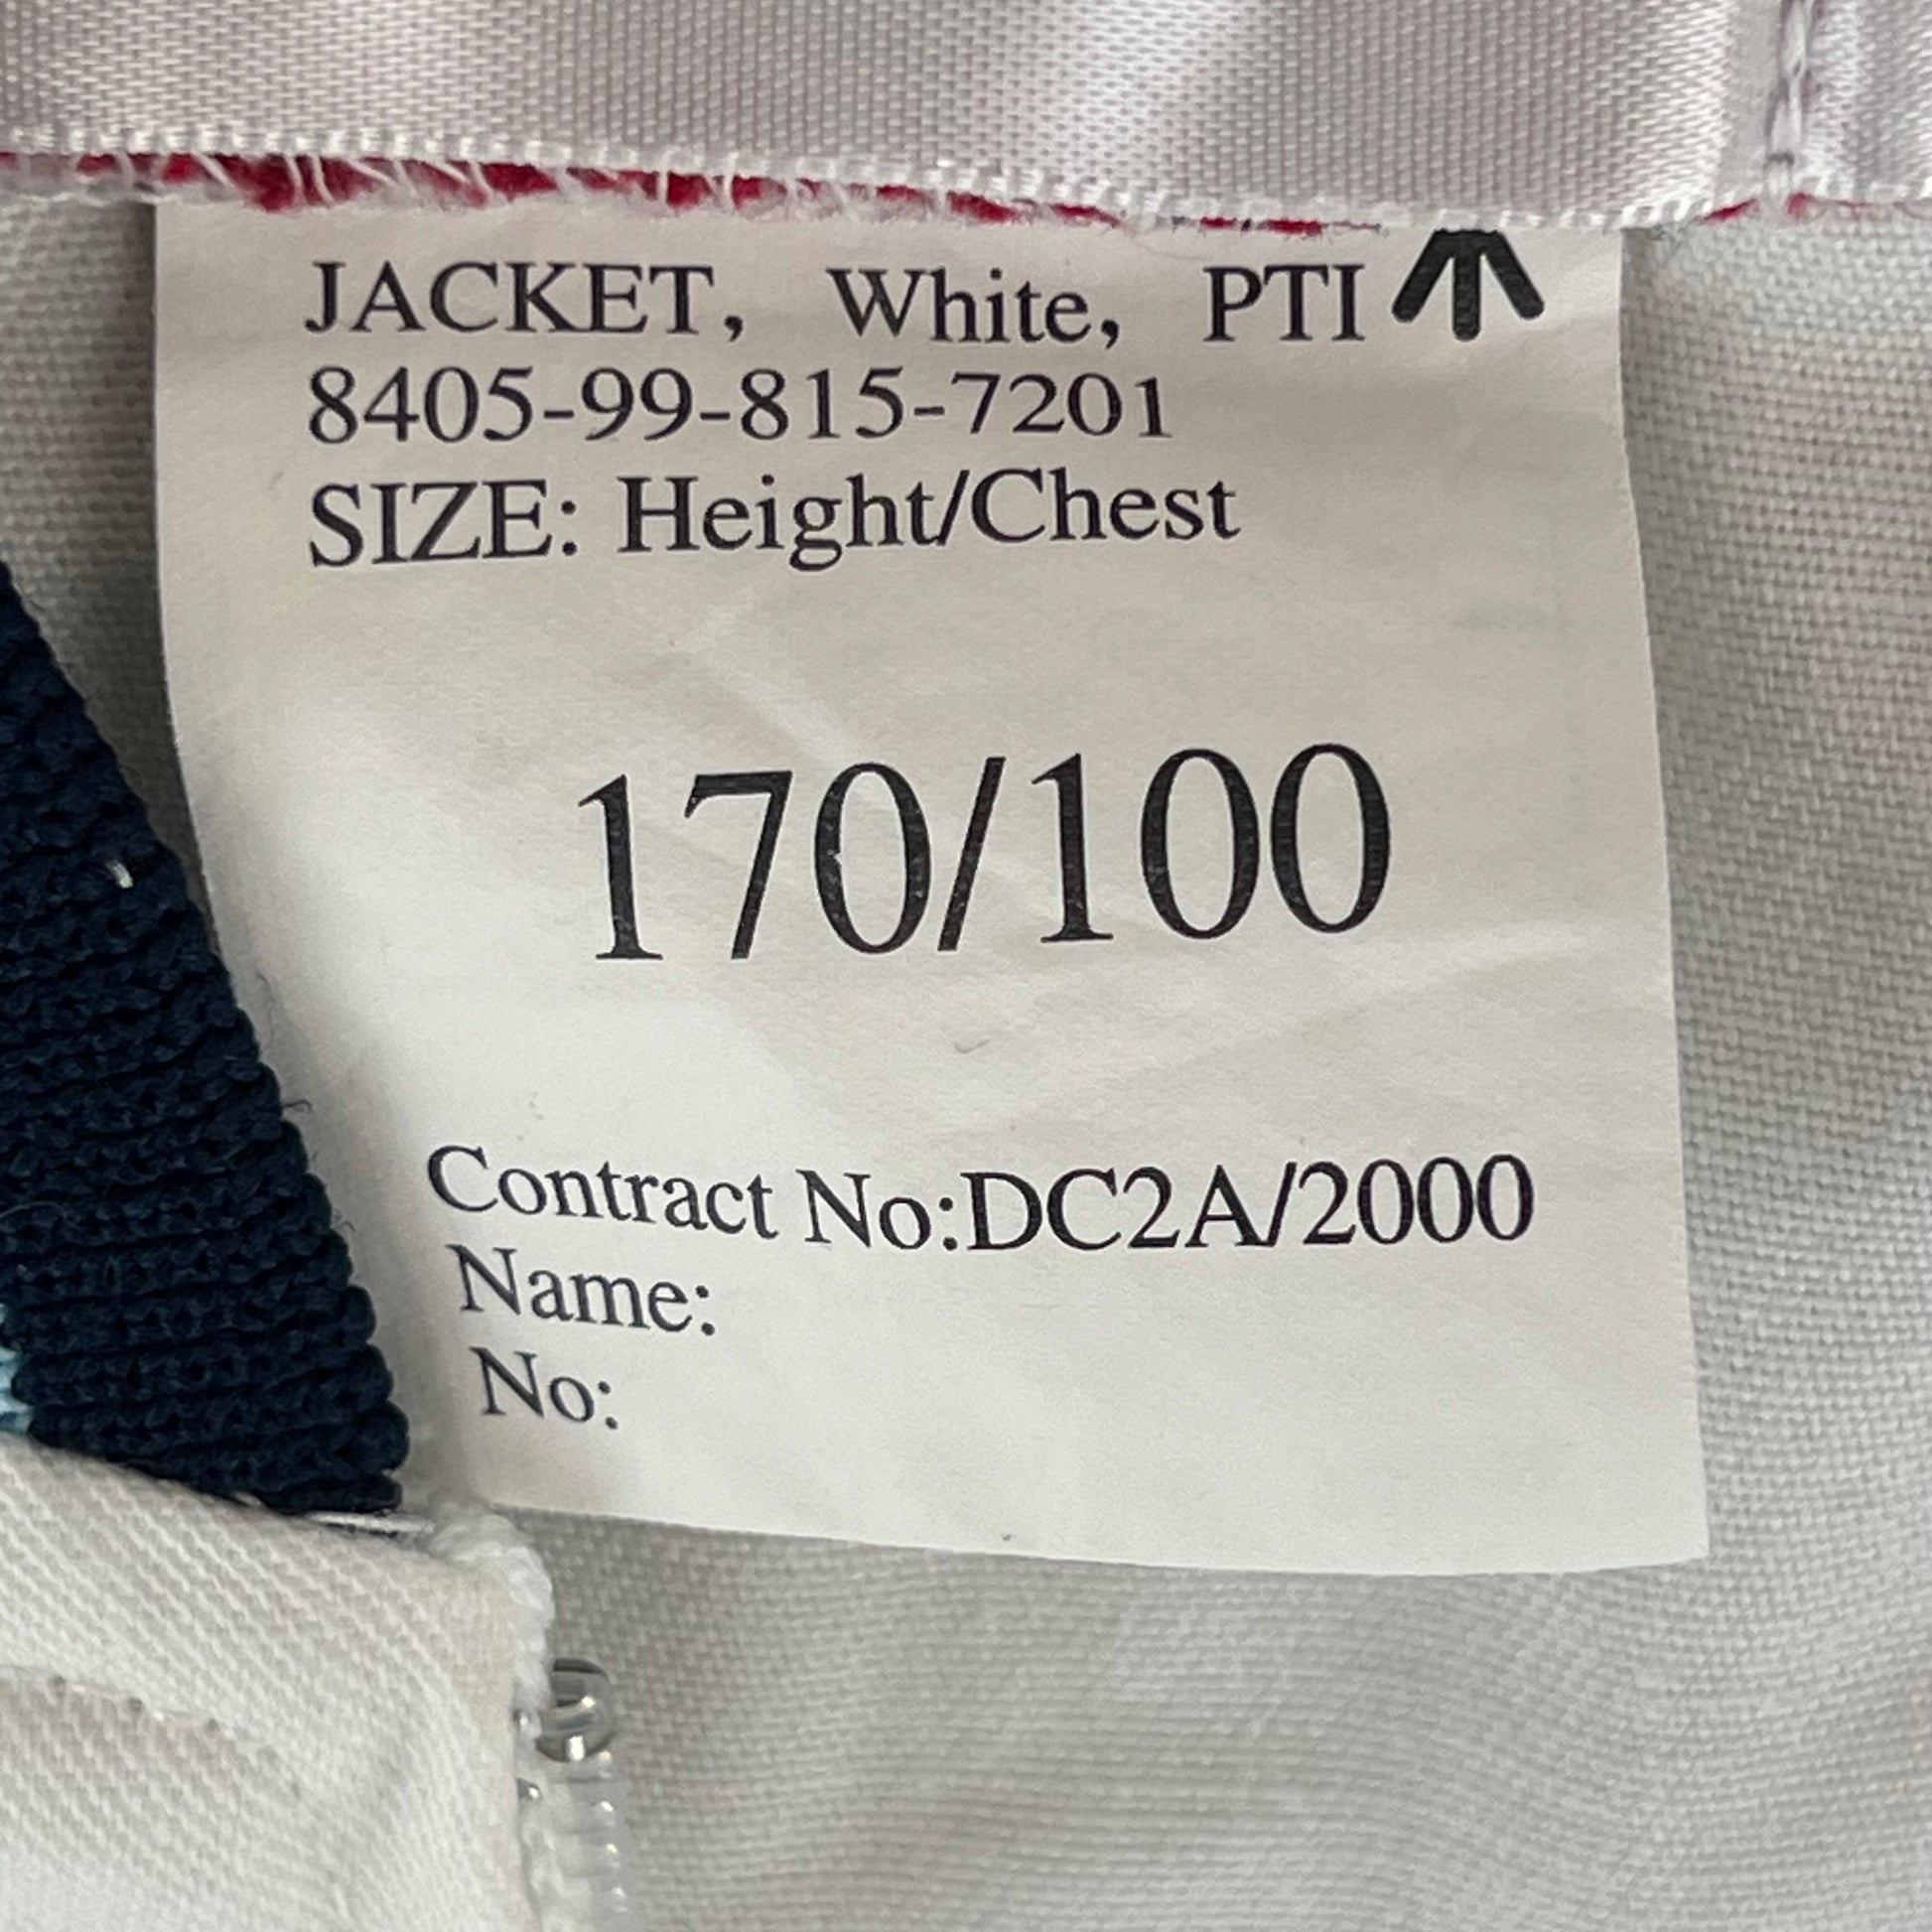 JACKET, White, PTI
8405-99-815-7201
SIZE: Height/Chest
170/100
Contract No:DC2A/2000
Name:
No: